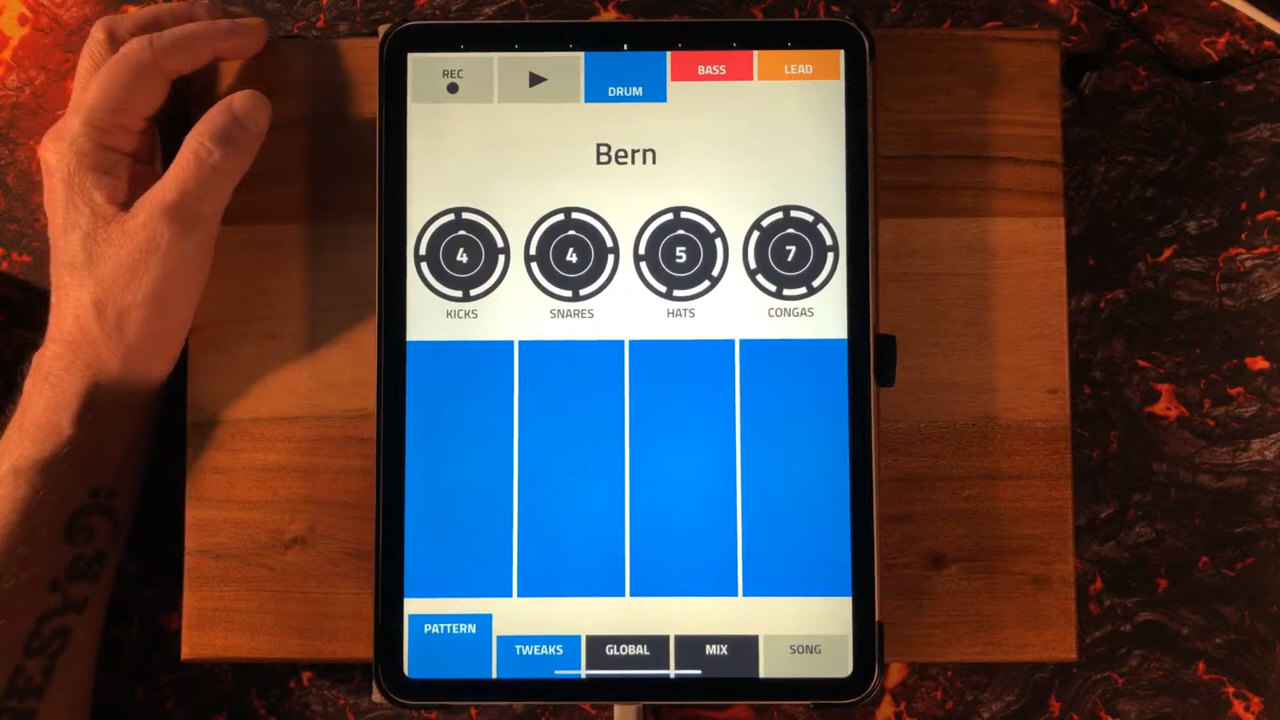 REC
DRUM
BASS
LEAD
Bern
4
4
5
7
KICKS
SNARES
HATS
CONGAS
PATTERN
TWEAKS
GLOBAL
MIX
SONG